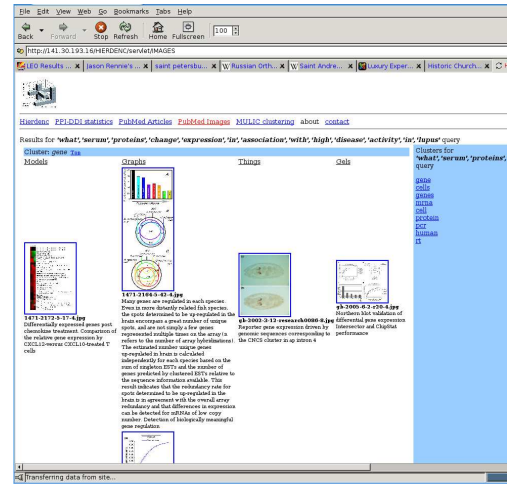 File Edit View Web Go Bookmarks Tabs Help
Back Forward Stop Refresh Home Fullscreen 100
http://141.30.193.16/HIERDENC/servlet/IMAGES
LEO Results ... Jason Rennie's ... saint petersbu... Russian Orth... Saint Andre... Luxury Exper... Historic Church...
Hierdenc PPI-DDI statistics PubMed Articles PubMed Images MULIC clustering about contact
Results for 'what','serum','proteins','change','expression','in','association','with','high','disease','activity','in','lupus' query
Cluster: gene Top
Models Graphs Things Gels
1471-2172-5-17-4.jpg
Differentially expressed genes post
chemokine treatment. Comparison of
the relative gene expression by
CXCL12-versus CXCL10-treated T
cells
1471-2164-5-42-4.jpg
Many genes are regulated in each species.
Even in more distantly related fish species,
the spots determined to be up-regulated in the
brain encompass a great number of unique
spots, and are not simply a few genes
represented multiple times on the array (n
refers to the number of array hybridizations).
The estimated number unique genes
up-regulated in brain is calculated
independently for each species based on the
sum of singleton ESTs and the number of
genes predicted by clustered ESTs relative to
the sequence information available. This
result indicates that the redundancy rate for
spots determined to be up-regulated in the
brain is in agreement with the overall array
redundancy and that differences in expression
can be detected for mRNAs of low copy
number. Detection of biologically meaningful
gene regulation.
gb-2002-3-12-research0086-8.jpg
Reporter gene expression driven by
genomic sequences corresponding to
the CNCS cluster in ap intron 4
gb-2005-6-2-r20-4.jpg
Northern blot validation of
differential gene expression
Intersector and ChipStat
performance
Clusters for
'what','serum','proteins',
query
gene
cells
genes
mrna
cell
protein
pcr
human
rt
Transferring data from site...